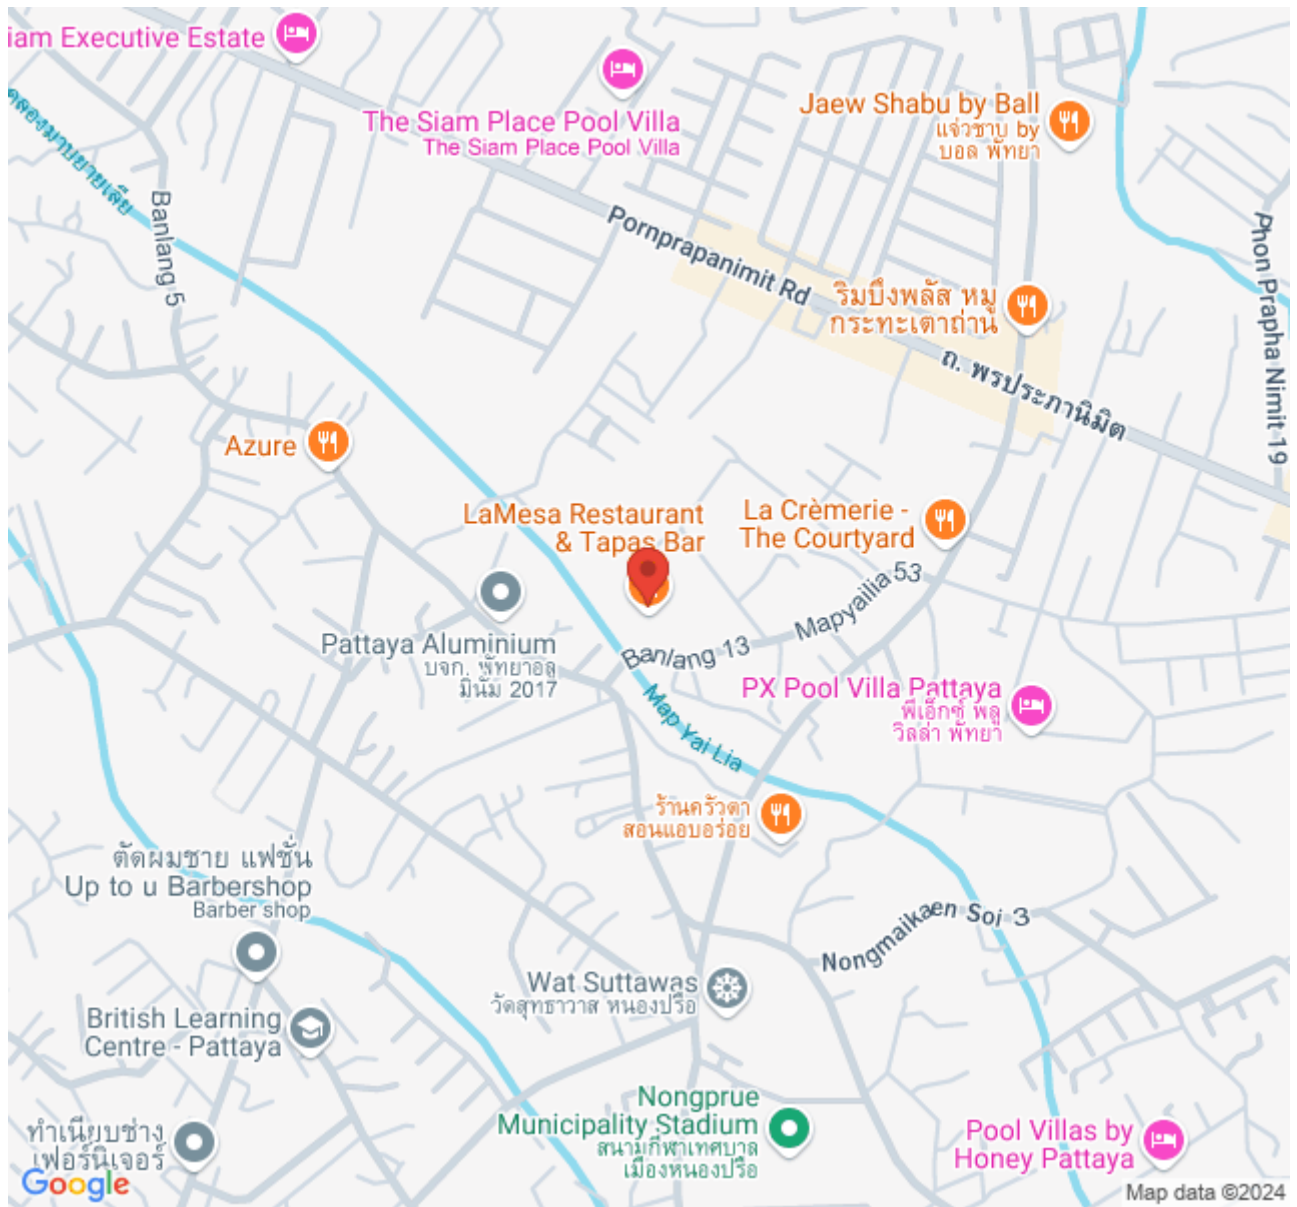 iam Executive Estate
The Siam Place Pool Villa
The Siam Place Pool Villa
Jaew Shabu by Ball
แจ่วชาบ by
บอล พัทยา
คลองมาบยายเลีย
Banlang 5
Pornprapanimit Rd
Phon Prapha Nimit 19
ริมบึงพลัส หมู
กระทะเตาถ่าน
ถ. พรประภานิมิต
Azure
LaMesa Restaurant
& Tapas Bar
La Crèmerie -
The Courtyard
Mapyailia 53
Banlang 13
Pattaya Aluminium
บจก. พัทยาอลู
มินัม 2017
PX Pool Villa Pattaya
พีเอ็กซ์ พลู
วิลล่า พัทยา
Map Yai Lia
ร้านครัวตา
สอนแอบอร่อย
ตัดผมชาย แฟชั่น
Up to u Barbershop
Barber shop
Nongmaikaen Soi 3
Wat Suttawas
วัดสุทธาวาส หนองปรือ
British Learning
Centre - Pattaya
Nongprue
Municipality Stadium
สนามกีฬาเทศบาล
เมืองหนองปรือ
ทำเนียบช่าง
เฟอร์นิเจอร์
Pool Villas by
Honey Pattaya
Google
Map data ©2024